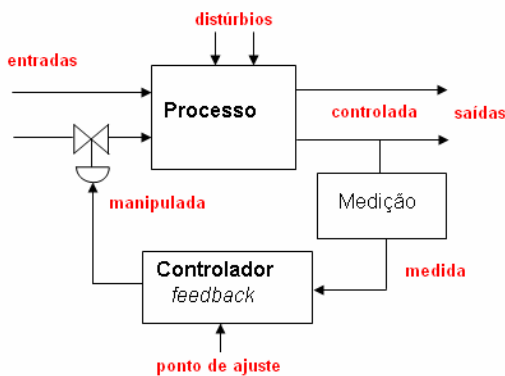 distúrbios
entradas
Processo
controlada
saídas
manipulada
Medição
Controlador
feedback
medida
ponto de ajuste